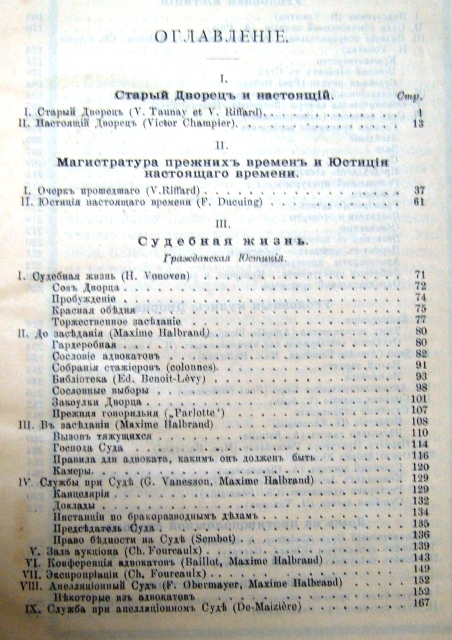 ОГЛАВЛЕНІЕ.
I.
Старый Дворецъ и настоящій. Стр.
I. Старый Дворецъ (V. Taunay et V. Riffard). 1
II. Настоящій Дворецъ (Victor Champier). 13
II.
Магистратура прежнихъ временъ и Юстиція
настоящаго времени.
I. Очеркъ прошедшаго (V. Riffard) 37
II. Юстиція настоящаго времени (F. Ducuing) 61
III.
Судебная жизнь.
Гражданская Юстиція.
I. Судебная жизнь (H. Vonoven) 71
Сонъ Дворца 72
Пробужденіе 74
Красная обѣдня 75
Торжественное засѣданіе 77
II. До засѣданія (Maxime Halbrand) 80
Гардеробная 80
Сословіе адвокатовъ 82
Собранія стажіеровъ (colonnes). 91
Библіотека (Ed. Benoit-Lévy) 93
Сословные выборы 98
Закоулки Дворца 101
Прежняя говорильня („Parlotte“) 107
III. Въ засѣданіи (Maxime Halbrand) 108
Вызовъ тяжущихся 110
Господа Суда 114
Правила для адвоката, какимъ онъ долженъ быть 116
Камеры. 120
IV. Службы при Судѣ (G. Vanesson, Maxime Halbrand) 129
Канцелярія 129
Доклады 132
Инстанціи по бракоразводнымъ дѣламъ 134
Предсѣдатель Суда 135
Право бѣдности на Судѣ (Sembot) 136
V. Зала аукціона (Ch. Fourcaulx) 139
VI. Конференція адвокатовъ (Baillot, Maxime Halbrand) 143
VII. Экспропріаціи (Ch. Fourcaulx) 149
VIII. Апелляціонный Судъ (F. Obermayer, Maxime Halbrand) 152
Нѣкоторые изъ адвокатовъ 152
IX. Служба при апелляціонномъ Судѣ (De-Maizière) 167